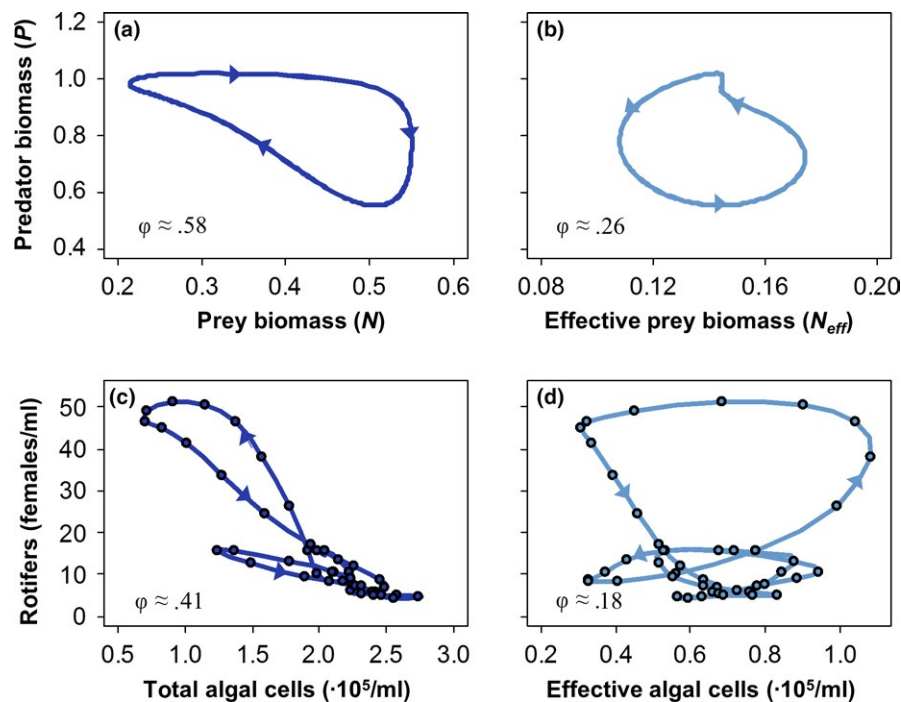 (a)
1.2
1.0
0.8
0.6
0.4
Predator biomass (P)
φ ≈ .58
0.2 0.3 0.4 0.5 0.6
Prey biomass (N)
(b)
φ ≈ .26
0.08 0.12 0.16 0.20
Effective prey biomass (Neff)
(c)
50
40
30
20
10
0
Rotifers (females/ml)
φ ≈ .41
0.5 1.0 1.5 2.0 2.5 3.0
Total algal cells (·10⁵/ml)
(d)
φ ≈ .18
0.2 0.4 0.6 0.8 1.0
Effective algal cells (·10⁵/ml)